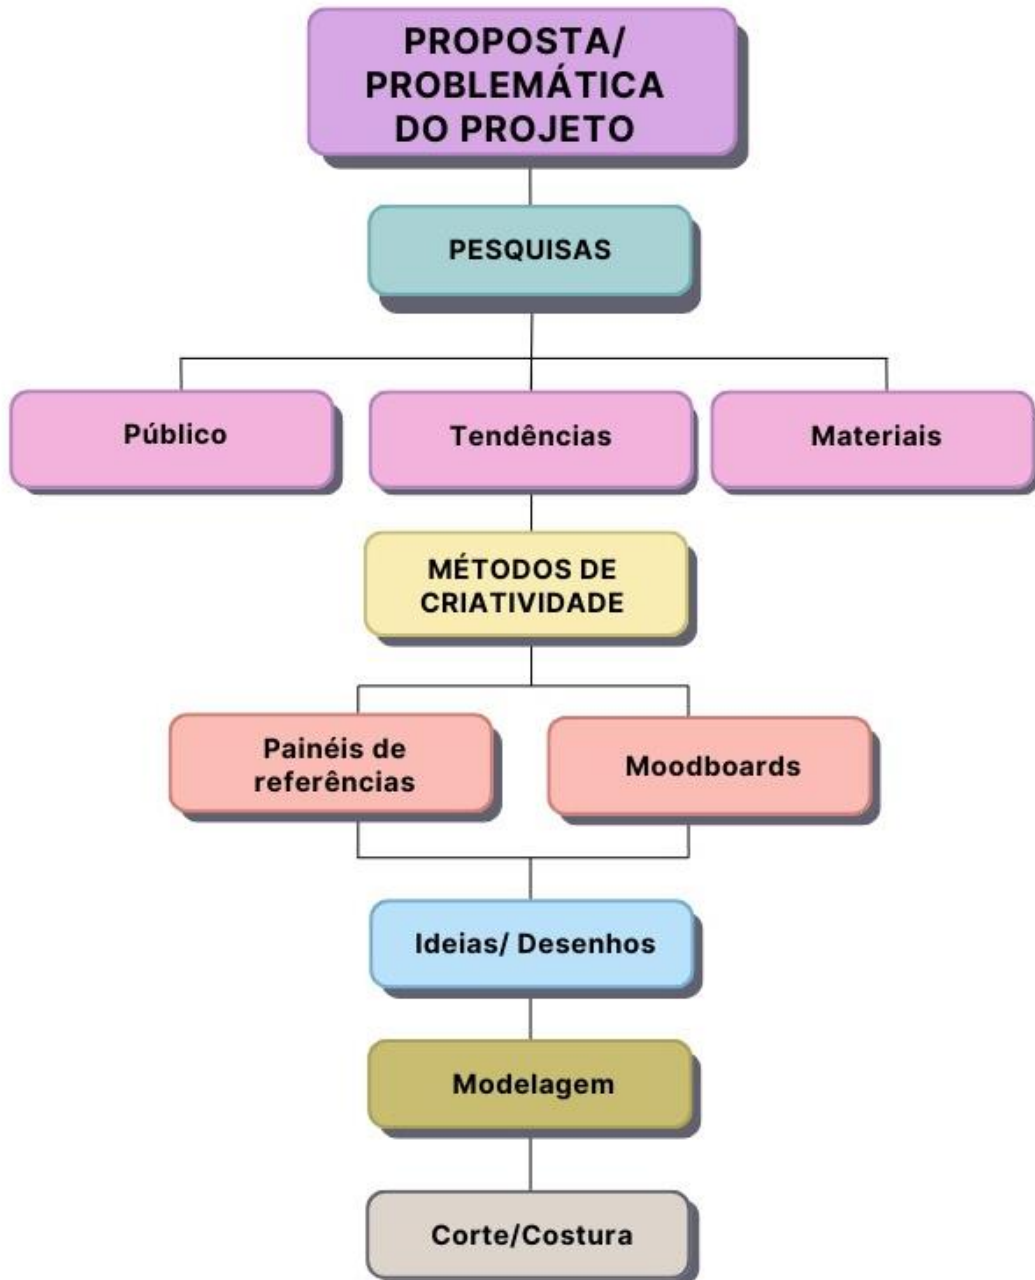 PROPOSTA/
PROBLEMÁTICA
DO PROJETO
PESQUISAS
Público
Tendências
Materiais
MÉTODOS DE
CRIATIVIDADE
Painéis de
referências
Moodboards
Ideias/ Desenhos
Modelagem
Corte/Costura